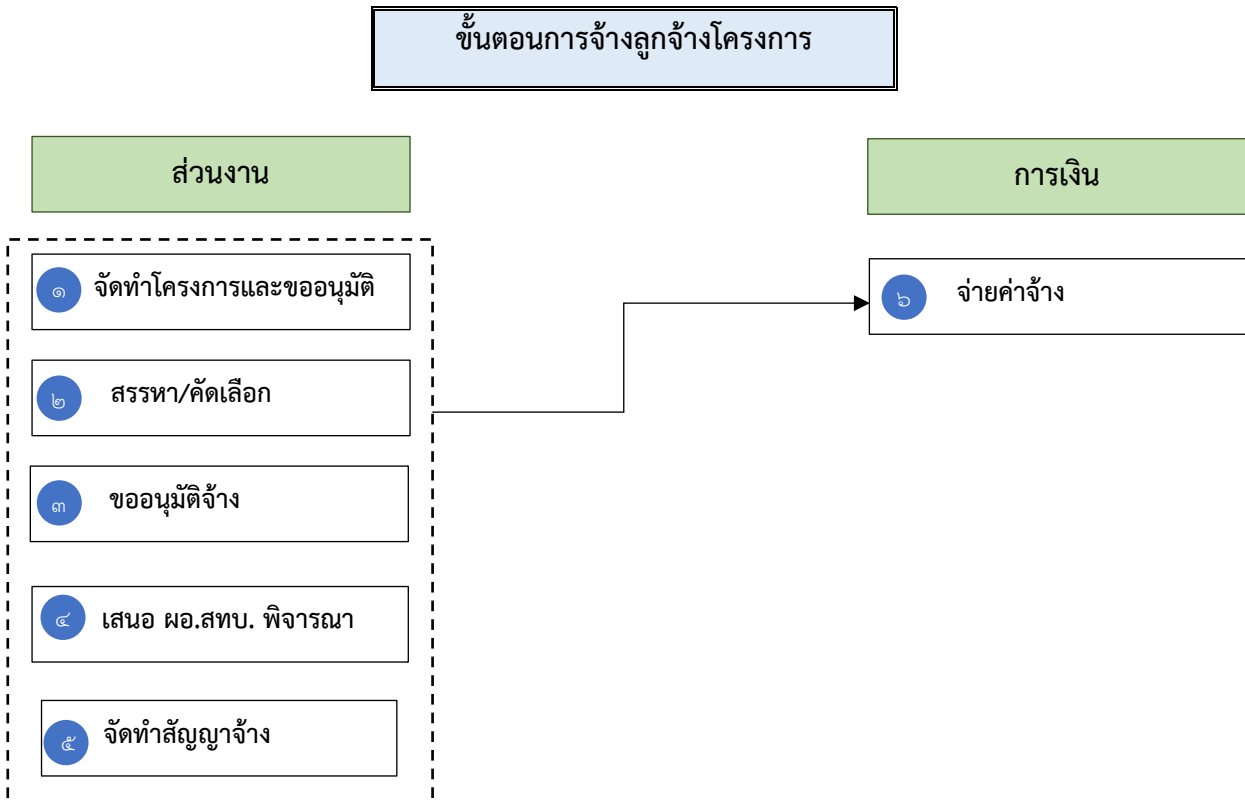 ขั้นตอนการจ้างลูกจ้างโครงการ
ส่วนงาน
๑ จัดทำโครงการและขออนุมัติ
๒ สรรหา/คัดเลือก
๓ ขออนุมัติจ้าง
๔ เสนอ ผอ.สทบ. พิจารณา
๕ จัดทำสัญญาจ้าง
การเงิน
๖ จ่ายค่าจ้าง